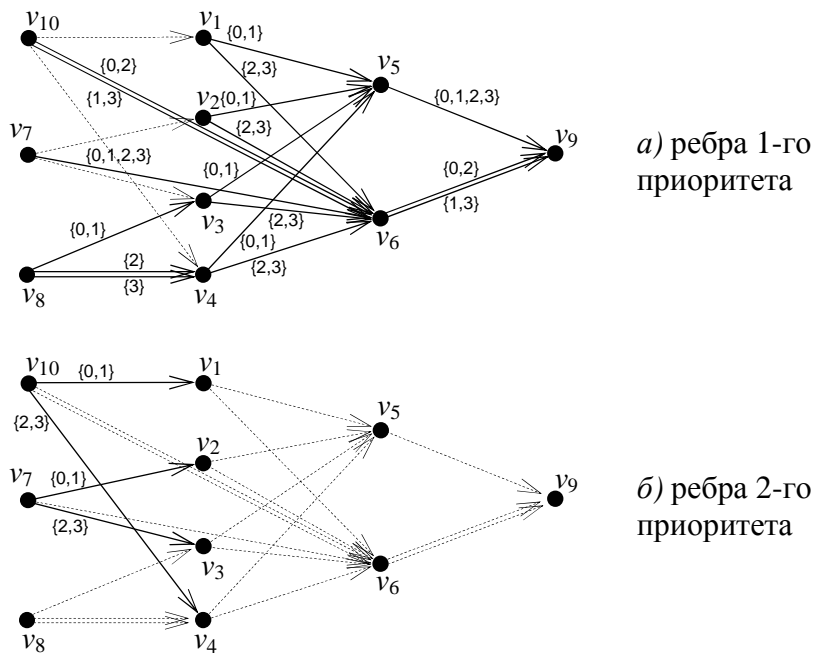 v10
v1
{0,1}
v5
{0,2}
{2,3}
{0,1,2,3}
{1,3}
v2
{0,1}
{2,3}
v7
v9
{0,1,2,3}
{0,1}
{0,2}
{1,3}
а) ребра 1-го
приоритета
{0,1}
v3
{2,3}
v6
{2}
{0,1}
{2,3}
{3}
v8
v4
v10
{0,1}
v1
{2,3}
v5
v2
v7
{0,1}
v9
{2,3}
б) ребра 2-го
приоритета
v3
v6
v8
v4